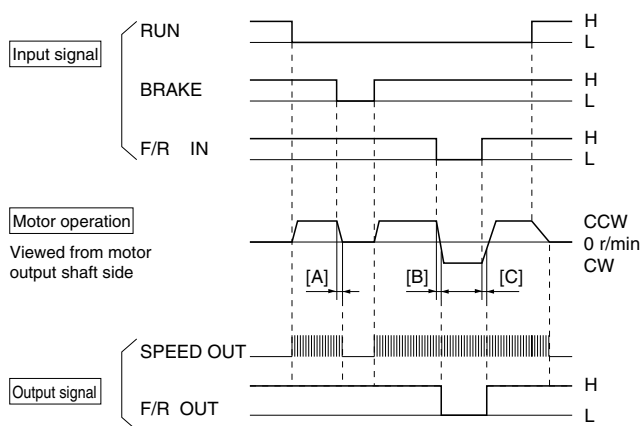 RUN
H
L
Input signal
BRAKE
H
L
F/R IN
H
L
Motor operation
CCW
0 r/min
CW
Viewed from motor
output shaft side
[A]
[B]
[C]
SPEED OUT
Output signal
H
F/R OUT
L